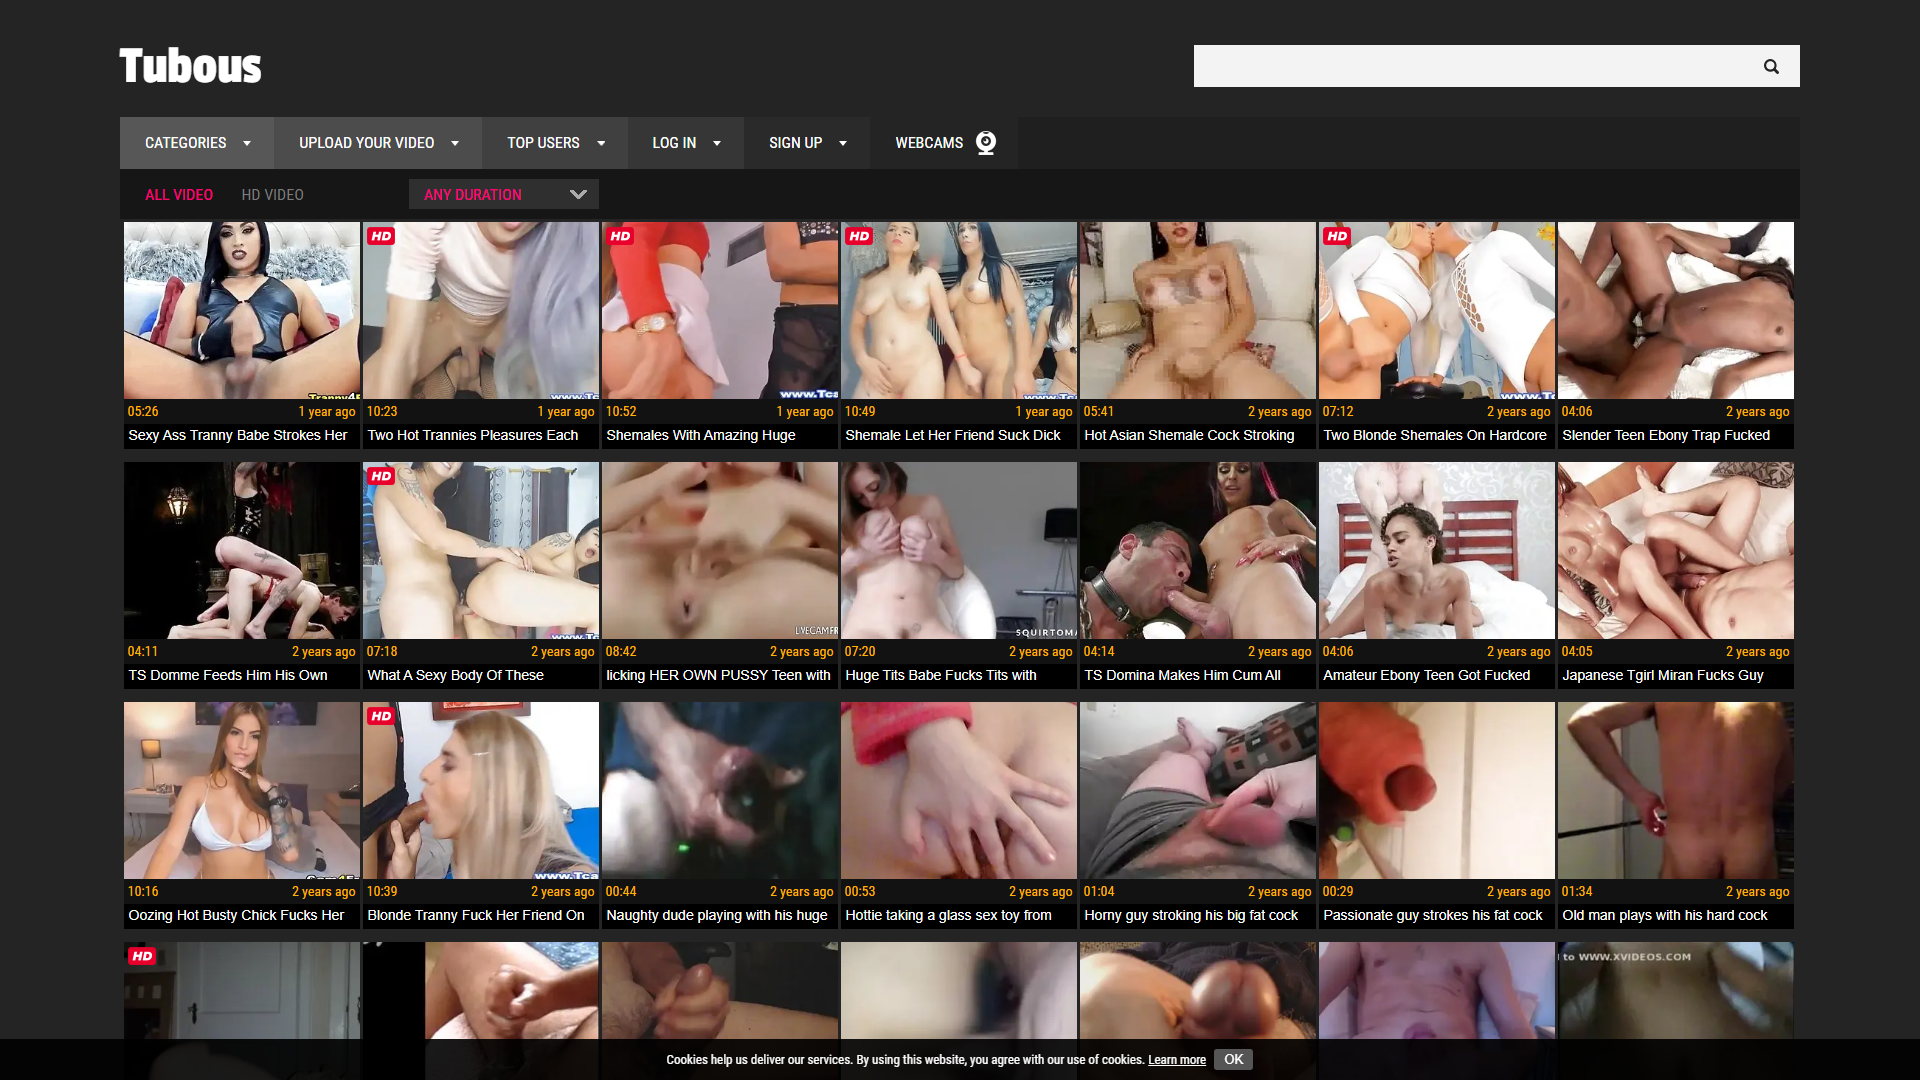 Tubous
CATEGORIES
UPLOAD YOUR VIDEO
TOP USERS
LOG IN
SIGN UP
WEBCAMS
ALL VIDEO
HD VIDEO
ANY DURATION
HD
HD
HD
HD
www.Tca
05:26 1 year ago
10:23 1 year ago
10:52 1 year ago
10:49 1 year ago
05:41 2 years ago
07:12 2 years ago
04:06 2 years ago
Sexy Ass Tranny Babe Strokes Her
Two Hot Trannies Pleasures Each
Shemales With Amazing Huge
Shemale Let Her Friend Suck Dick
Hot Asian Shemale Cock Stroking
Two Blonde Shemales On Hardcore
Slender Teen Ebony Trap Fucked
HD
LIVECAMFR
SQUIRTOMA
04:11 2 years ago
07:18 2 years ago
08:42 2 years ago
07:20 2 years ago
04:14 2 years ago
04:06 2 years ago
04:05 2 years ago
TS Domme Feeds Him His Own
What A Sexy Body Of These
licking HER OWN PUSSY Teen with
Huge Tits Babe Fucks Tits with
TS Domina Makes Him Cum All
Amateur Ebony Teen Got Fucked
Japanese Tgirl Miran Fucks Guy
HD
www.Tca
10:16 2 years ago
10:39 2 years ago
00:44 2 years ago
00:53 2 years ago
01:04 2 years ago
00:29 2 years ago
01:34 2 years ago
Oozing Hot Busty Chick Fucks Her
Blonde Tranny Fuck Her Friend On
Naughty dude playing with his huge
Hottie taking a glass sex toy from
Horny guy stroking his big fat cock
Passionate guy strokes his fat cock
Old man plays with his hard cock
HD
to WWW.XVIDEOS.COM
Cookies help us deliver our services. By using this website, you agree with our use of cookies. Learn more OK